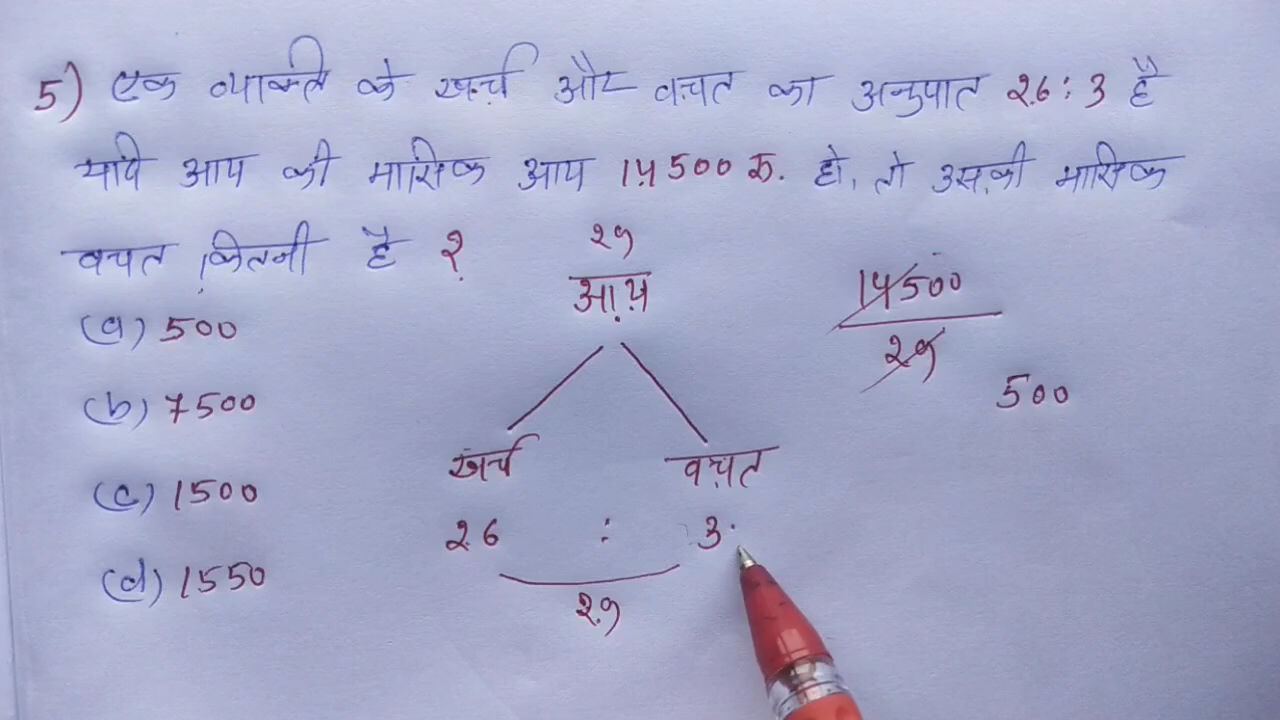 5) एक व्यक्ति के खर्च और बचत का अनुपात 26 : 3 है
यदि आय की मासिक आय 14500 रु. हो, तो उसकी मासिक
बचत कितनी है ?
29
आय
14500
29
500
(a) 500
(b) 7500
(c) 1500
(d) 1550
खर्च बचत
26 : 3
29